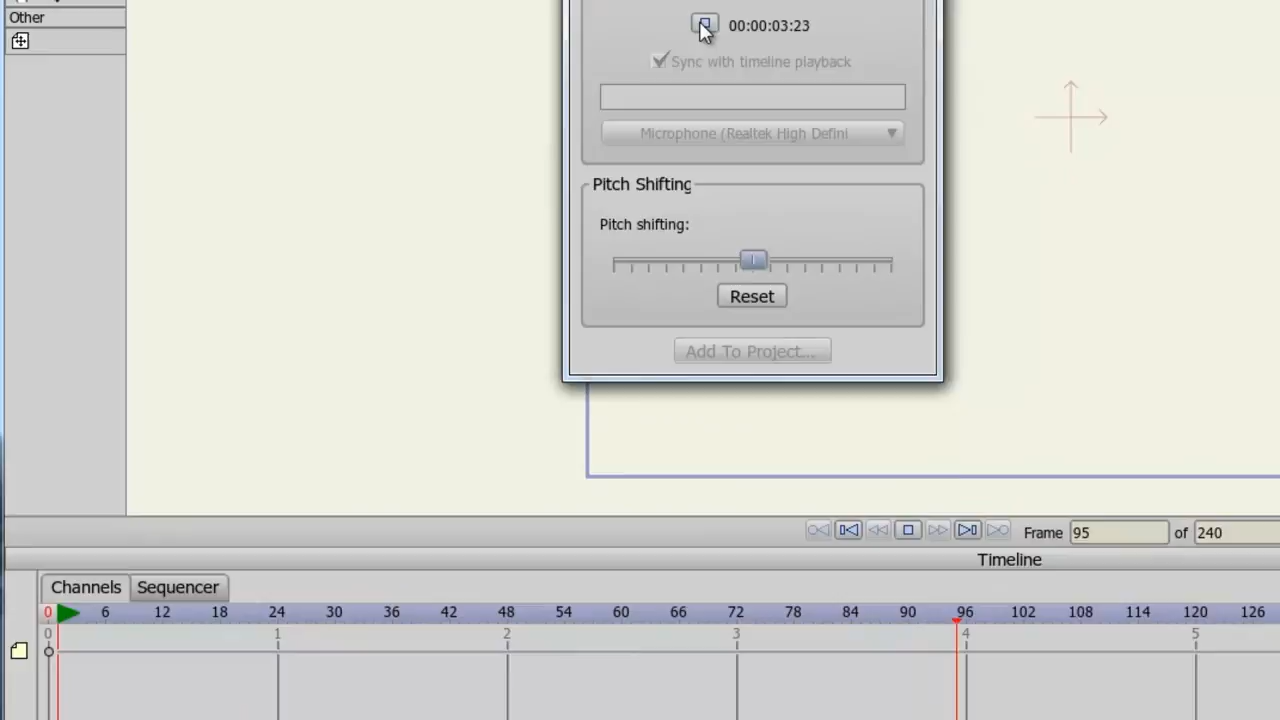 Other
00:00:03:23
Sync with timeline playback
Microphone (Realtek High Defini
Pitch Shifting
Pitch shifting:
Reset
Add To Project...
Frame 95 of 240
Timeline
Channels Sequencer
0 6 12 18 24 30 36 42 48 54 60 66 72 78 84 90 96 102 108 114 120 126
0 1 2 3 4 5